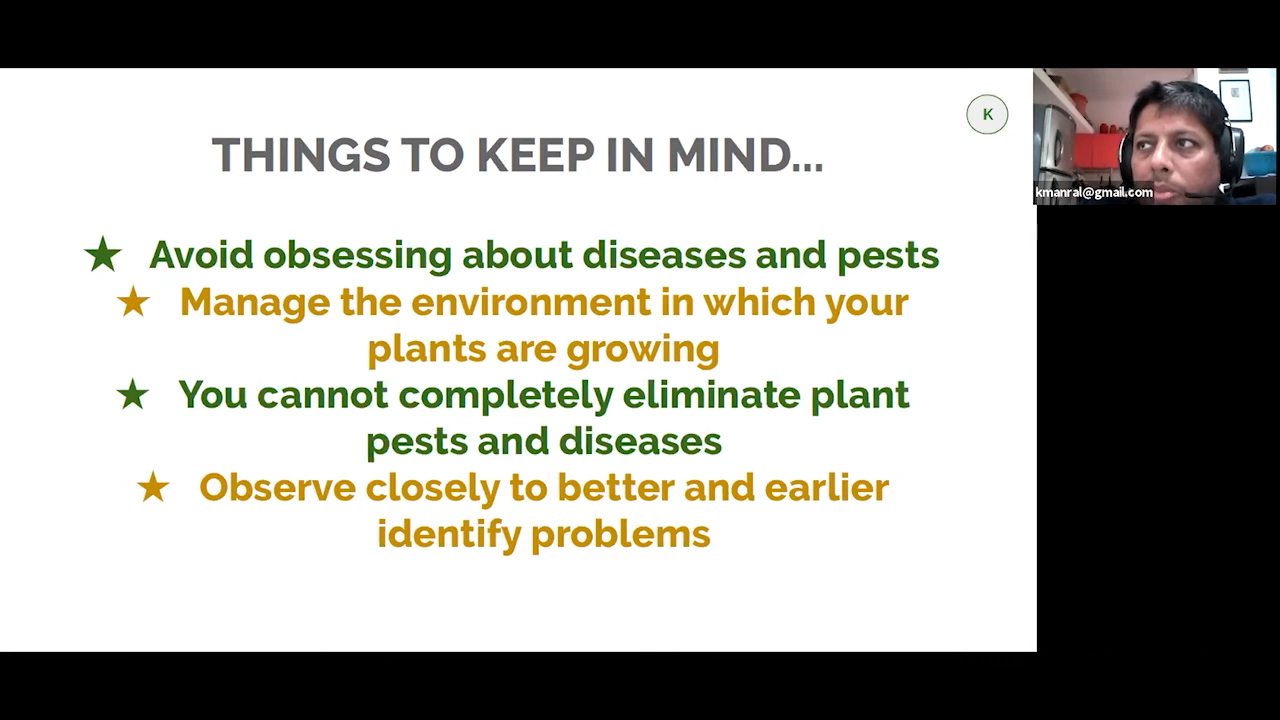 THINGS TO KEEP IN MIND...
K
kmanral@gmail.com
★ Avoid obsessing about diseases and pests
★ Manage the environment in which your
plants are growing
★ You cannot completely eliminate plant
pests and diseases
★ Observe closely to better and earlier
identify problems